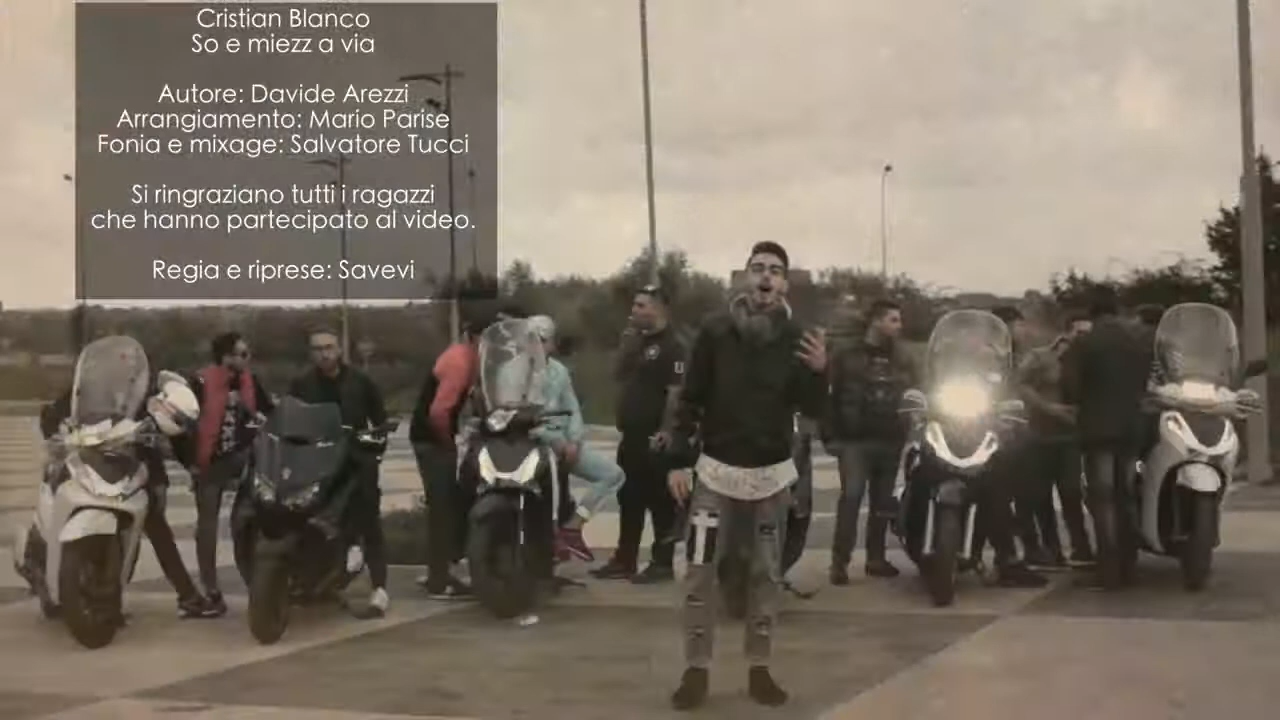 Cristian Blanco
So e miezz a via
Autore: Davide Arezzi
Arrangiamento: Mario Parise
Fonia e mixage: Salvatore Tucci
Si ringraziano tutti i ragazzi
che hanno partecipato al video.
Regia e riprese: Savevi